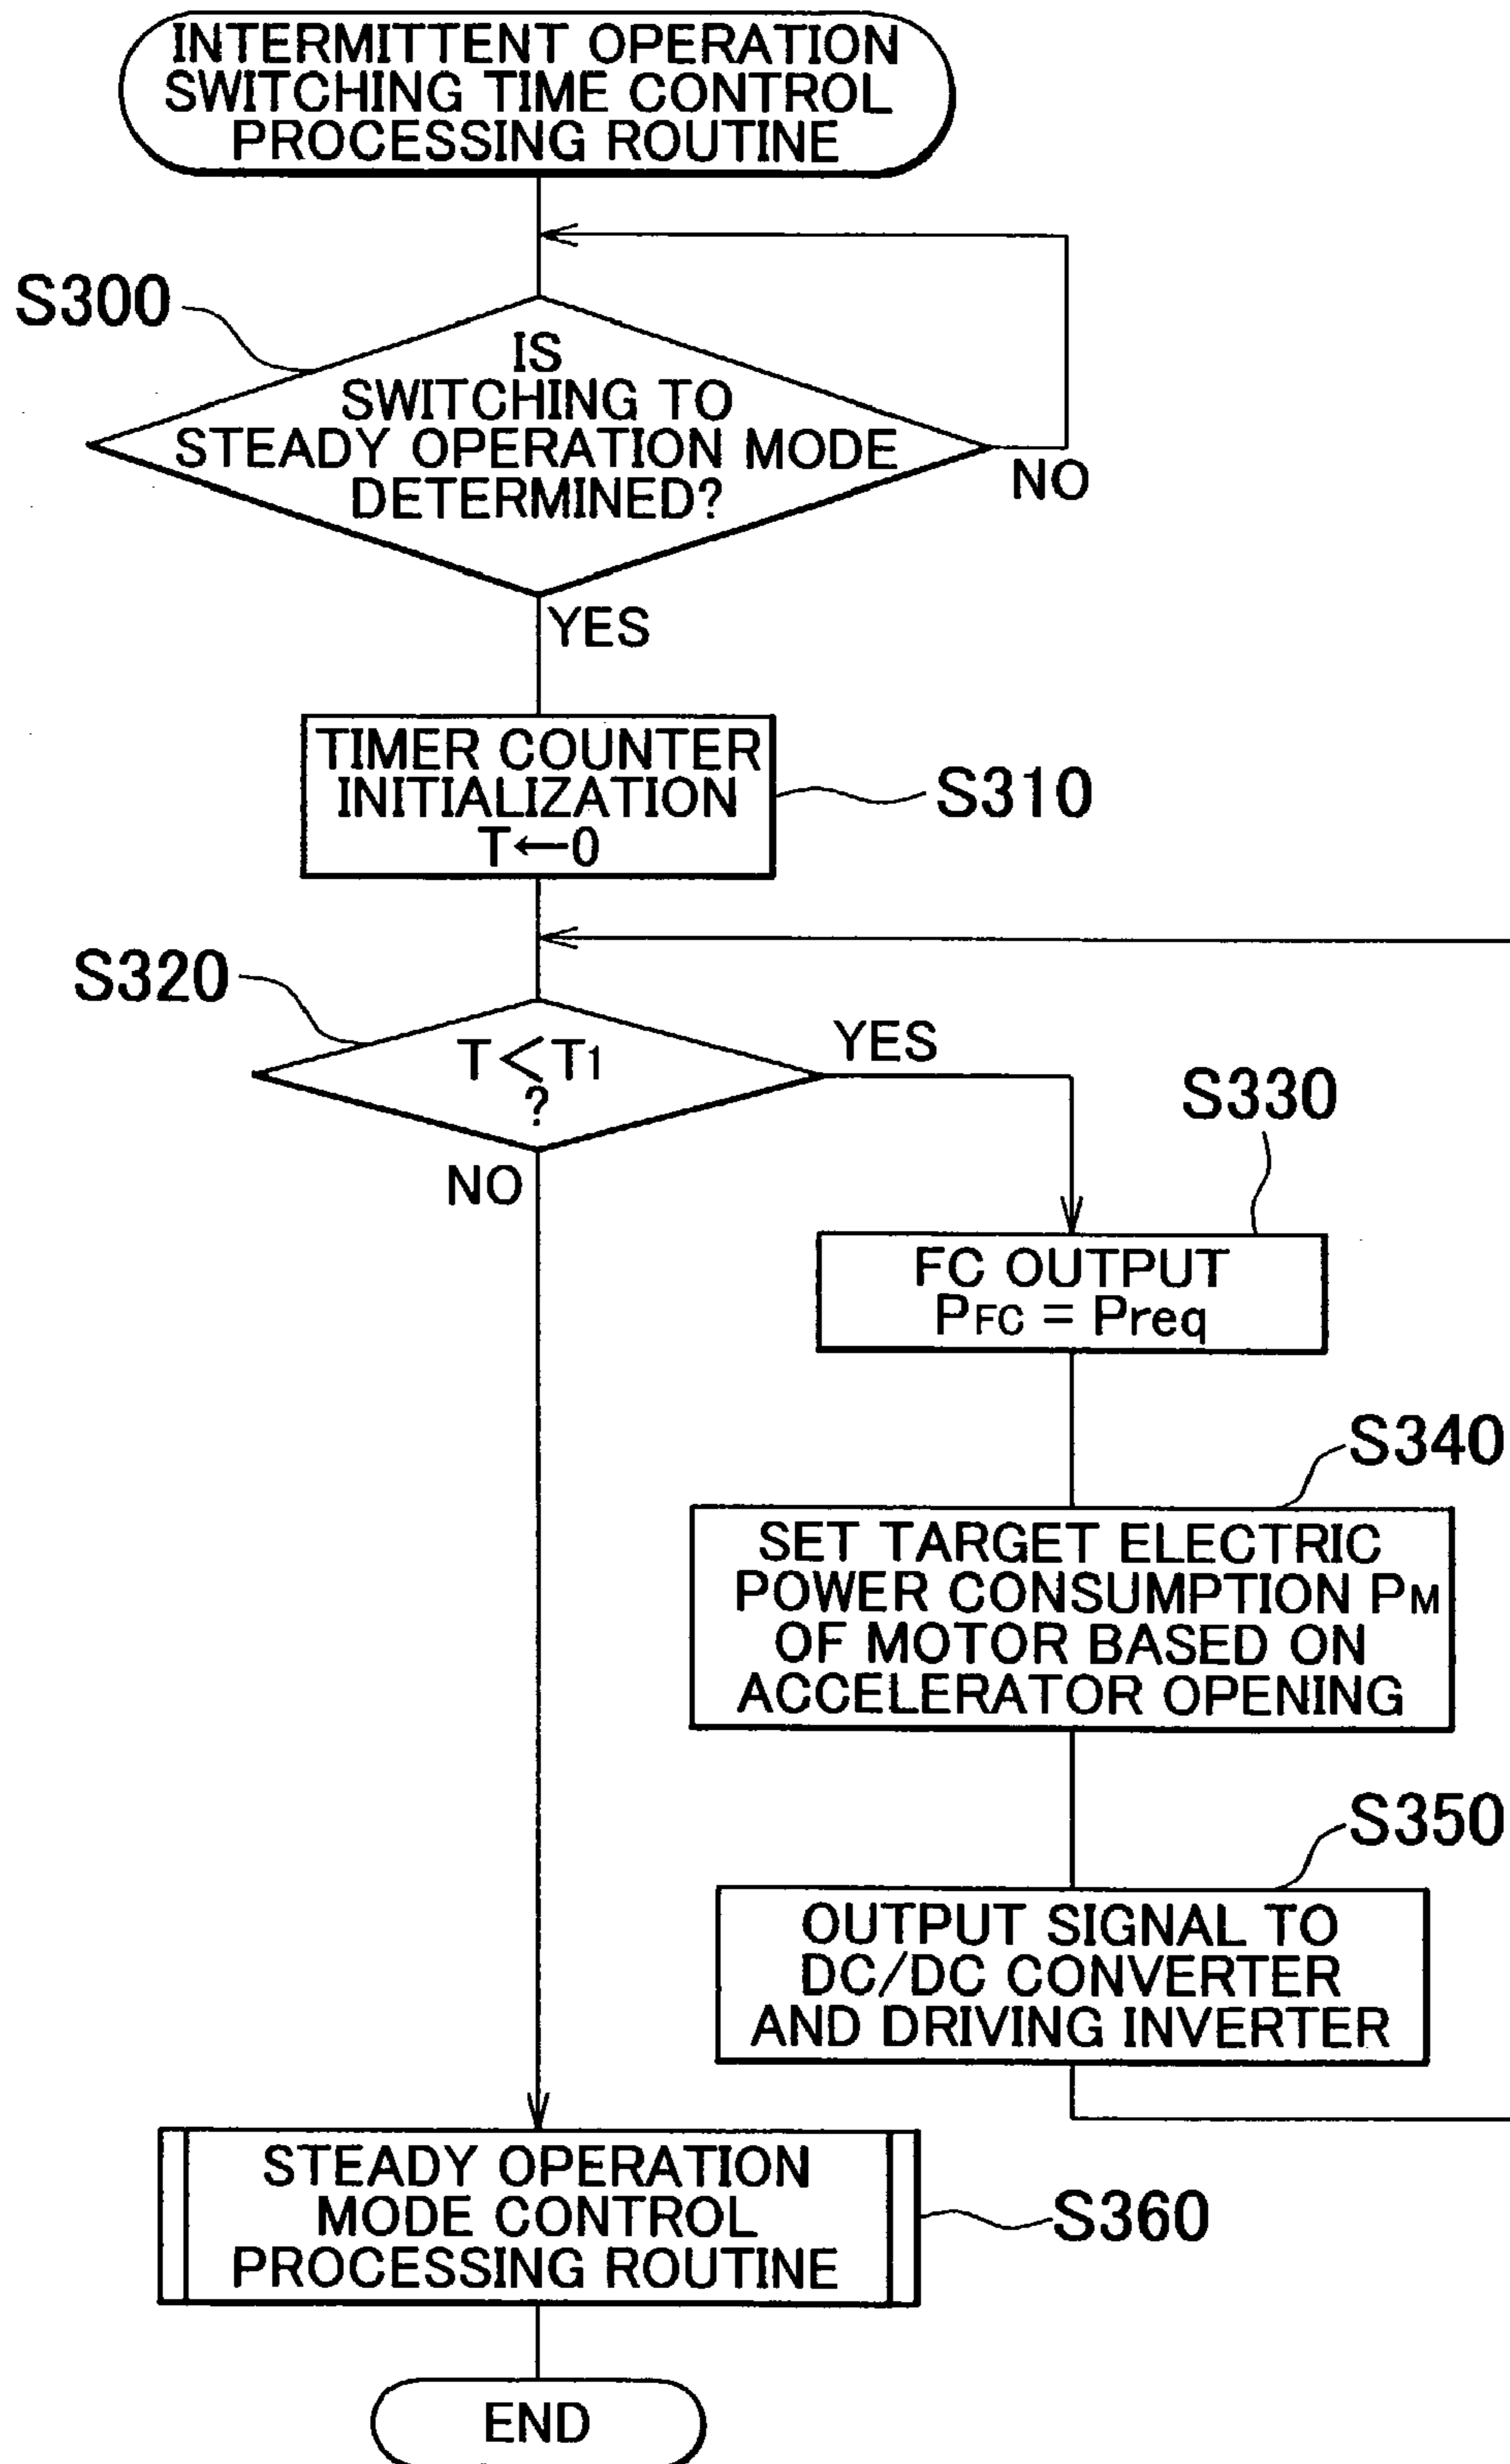 INTERMITTENT OPERATION
SWITCHING TIME CONTROL
PROCESSING ROUTINE
S300
IS
SWITCHING TO
STEADY OPERATION MODE
DETERMINED?
NO
YES
TIMER COUNTER
INITIALIZATION
T←0
S310
S320
T<T1
?
YES
NO
S330
FC OUTPUT
PFC = Preq
S340
SET TARGET ELECTRIC
POWER CONSUMPTION PM
OF MOTOR BASED ON
ACCELERATOR OPENING
S350
OUTPUT SIGNAL TO
DC/DC CONVERTER
AND DRIVING INVERTER
STEADY OPERATION
MODE CONTROL
PROCESSING ROUTINE
S360
END